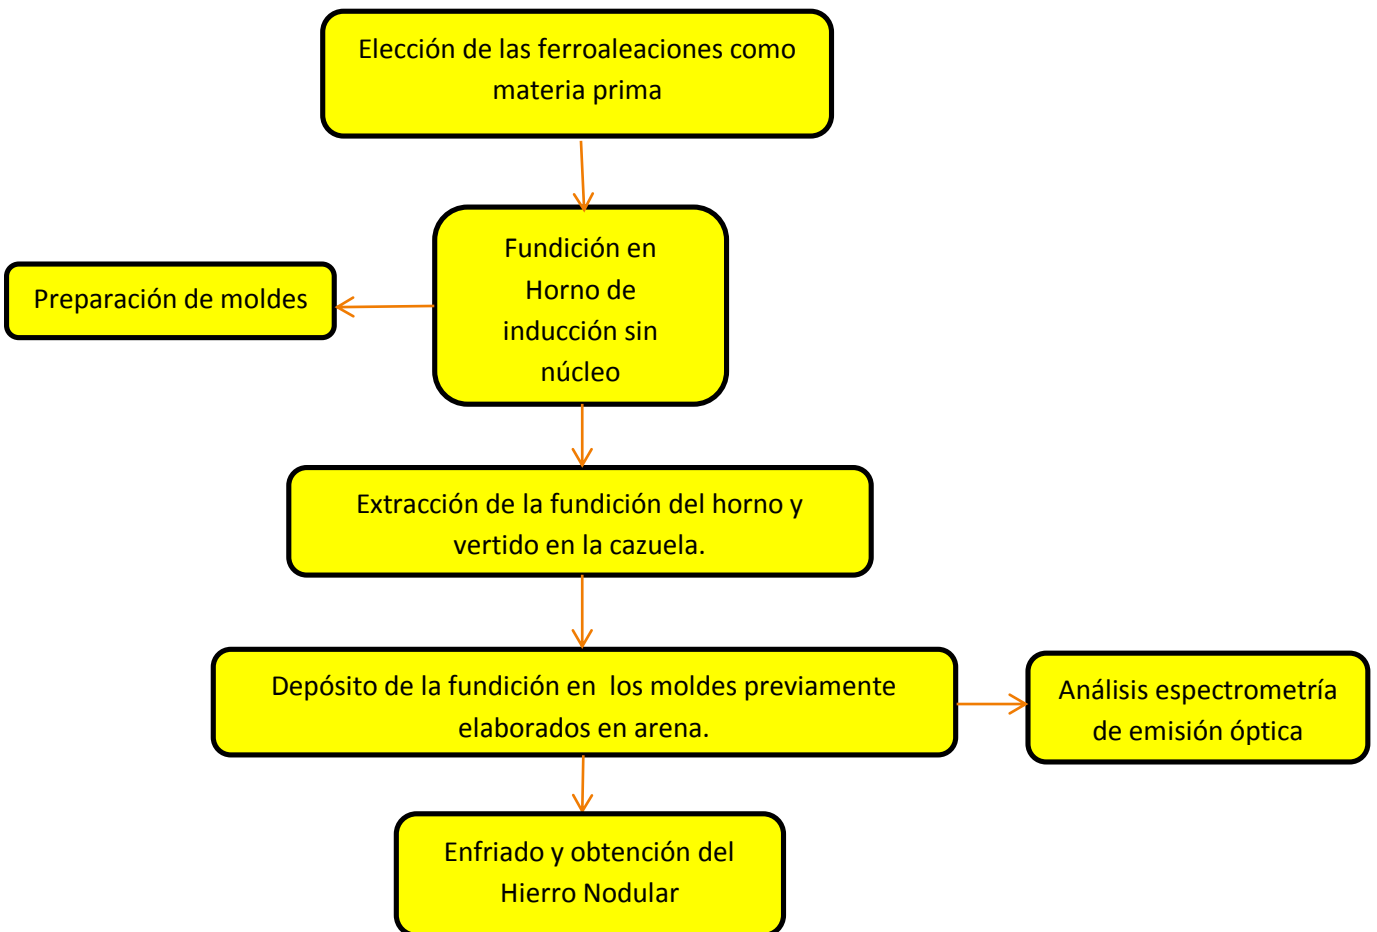 Elección de las ferroaleaciones como
materia prima
Fundición en
Horno de
inducción sin
núcleo
Preparación de moldes
Extracción de la fundición del horno y
vertido en la cazuela.
Depósito de la fundición en  los moldes previamente
elaborados en arena.
Análisis espectrometría
de emisión óptica
Enfriado y obtención del
Hierro Nodular